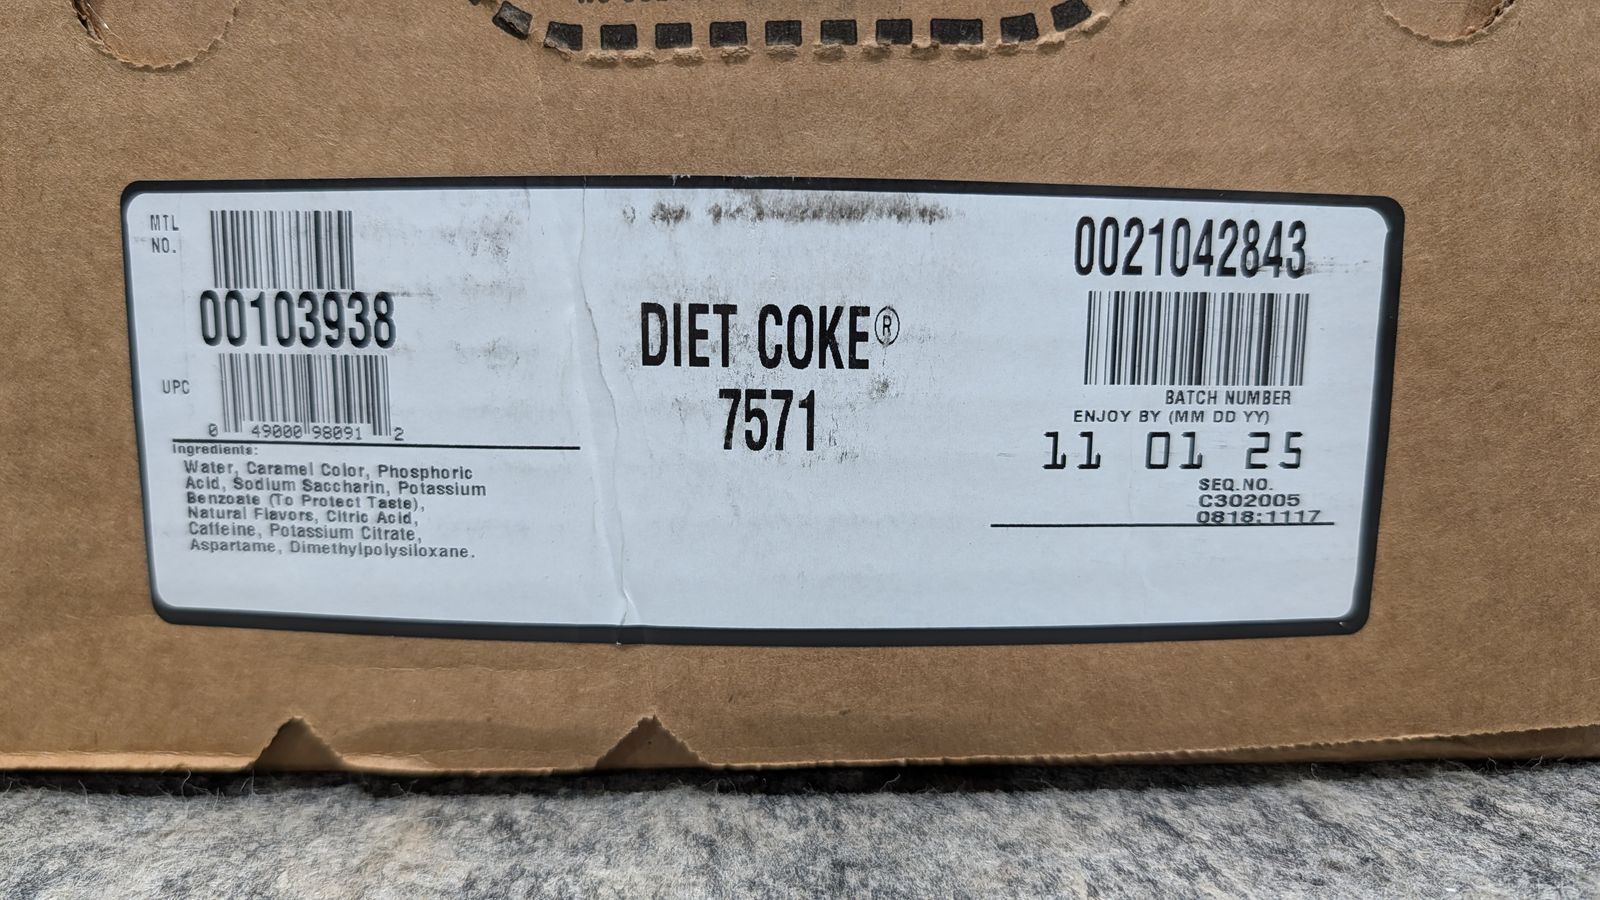 MTL
NO.
00103938
UPC
0 49000 98091 2
Ingredients:
Water, Caramel Color, Phosphoric
Acid, Sodium Saccharin, Potassium
Benzoate (To Protect Taste),
Natural Flavors, Citric Acid,
Caffeine, Potassium Citrate,
Aspartame, Dimethylpolysiloxane.
DIET COKE®
7571
0021042843
BATCH NUMBER
ENJOY BY (MM DD YY)
11 01 25
SEQ.NO.
C302005
0818:1117